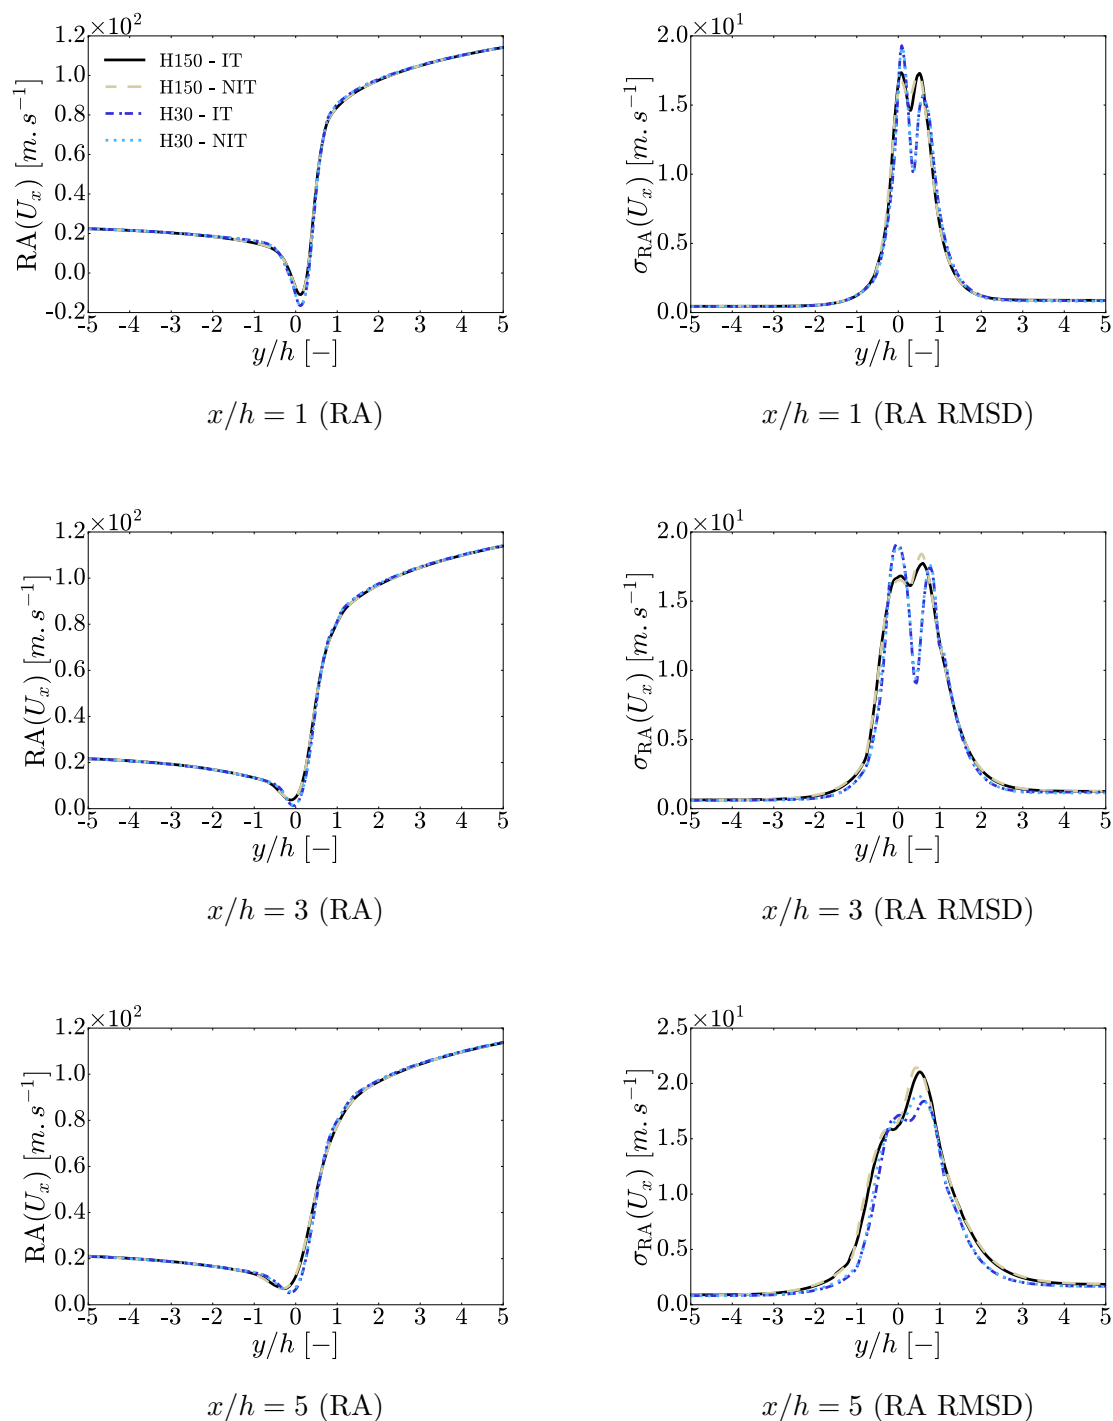 1.2 ×10² 1.0 0.8 0.6 0.4 0.2 0.0 -0.2
RA(Uₓ) [m.s⁻¹]
H150 - IT
H150 - NIT
H30 - IT
H30 - NIT
-5 -4 -3 -2 -1 0 1 2 3 4 5
y/h [−]
x/h = 1 (RA)
2.0 ×10¹ 1.5 1.0 0.5 0.0
σRA(Uₓ) [m.s⁻¹]
-5 -4 -3 -2 -1 0 1 2 3 4 5
y/h [−]
x/h = 1 (RA RMSD)
1.2 ×10² 1.0 0.8 0.6 0.4 0.2 0.0
RA(Uₓ) [m.s⁻¹]
-5 -4 -3 -2 -1 0 1 2 3 4 5
y/h [−]
x/h = 3 (RA)
2.0 ×10¹ 1.5 1.0 0.5 0.0
σRA(Uₓ) [m.s⁻¹]
-5 -4 -3 -2 -1 0 1 2 3 4 5
y/h [−]
x/h = 3 (RA RMSD)
1.2 ×10² 1.0 0.8 0.6 0.4 0.2 0.0
RA(Uₓ) [m.s⁻¹]
-5 -4 -3 -2 -1 0 1 2 3 4 5
y/h [−]
x/h = 5 (RA)
2.5 ×10¹ 2.0 1.5 1.0 0.5 0.0
σRA(Uₓ) [m.s⁻¹]
-5 -4 -3 -2 -1 0 1 2 3 4 5
y/h [−]
x/h = 5 (RA RMSD)